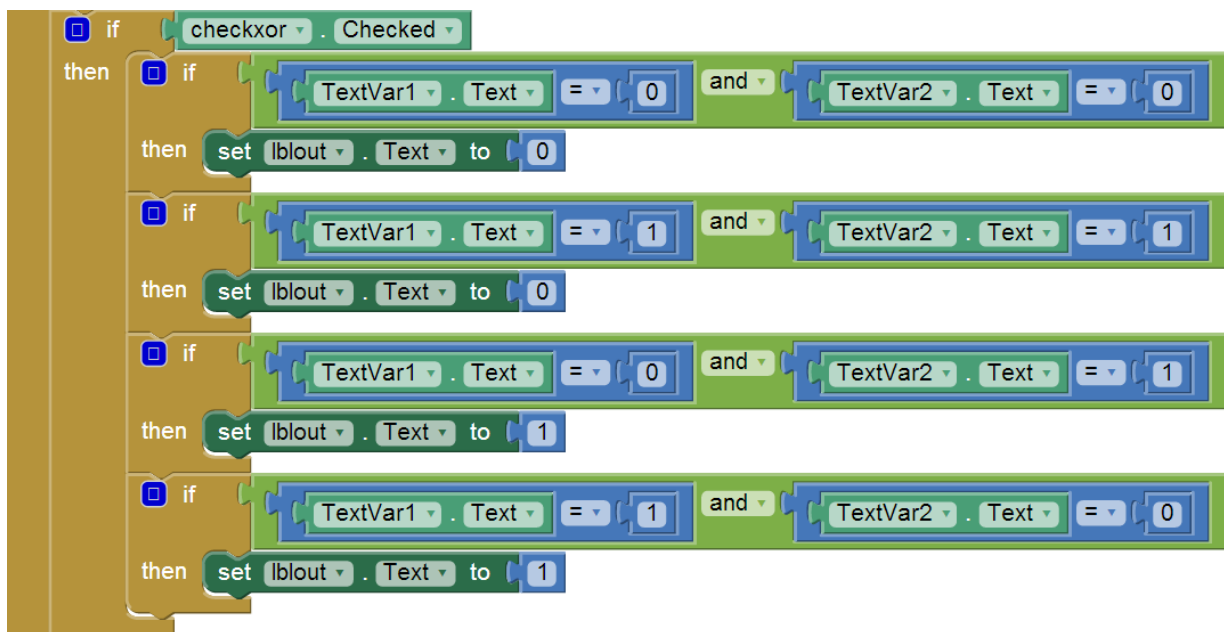 if checkxor . Checked
then if TextVar1 . Text = 0 and TextVar2 . Text = 0
then set lblout . Text to 0
if TextVar1 . Text = 1 and TextVar2 . Text = 1
then set lblout . Text to 0
if TextVar1 . Text = 0 and TextVar2 . Text = 1
then set lblout . Text to 1
if TextVar1 . Text = 1 and TextVar2 . Text = 0
then set lblout . Text to 1